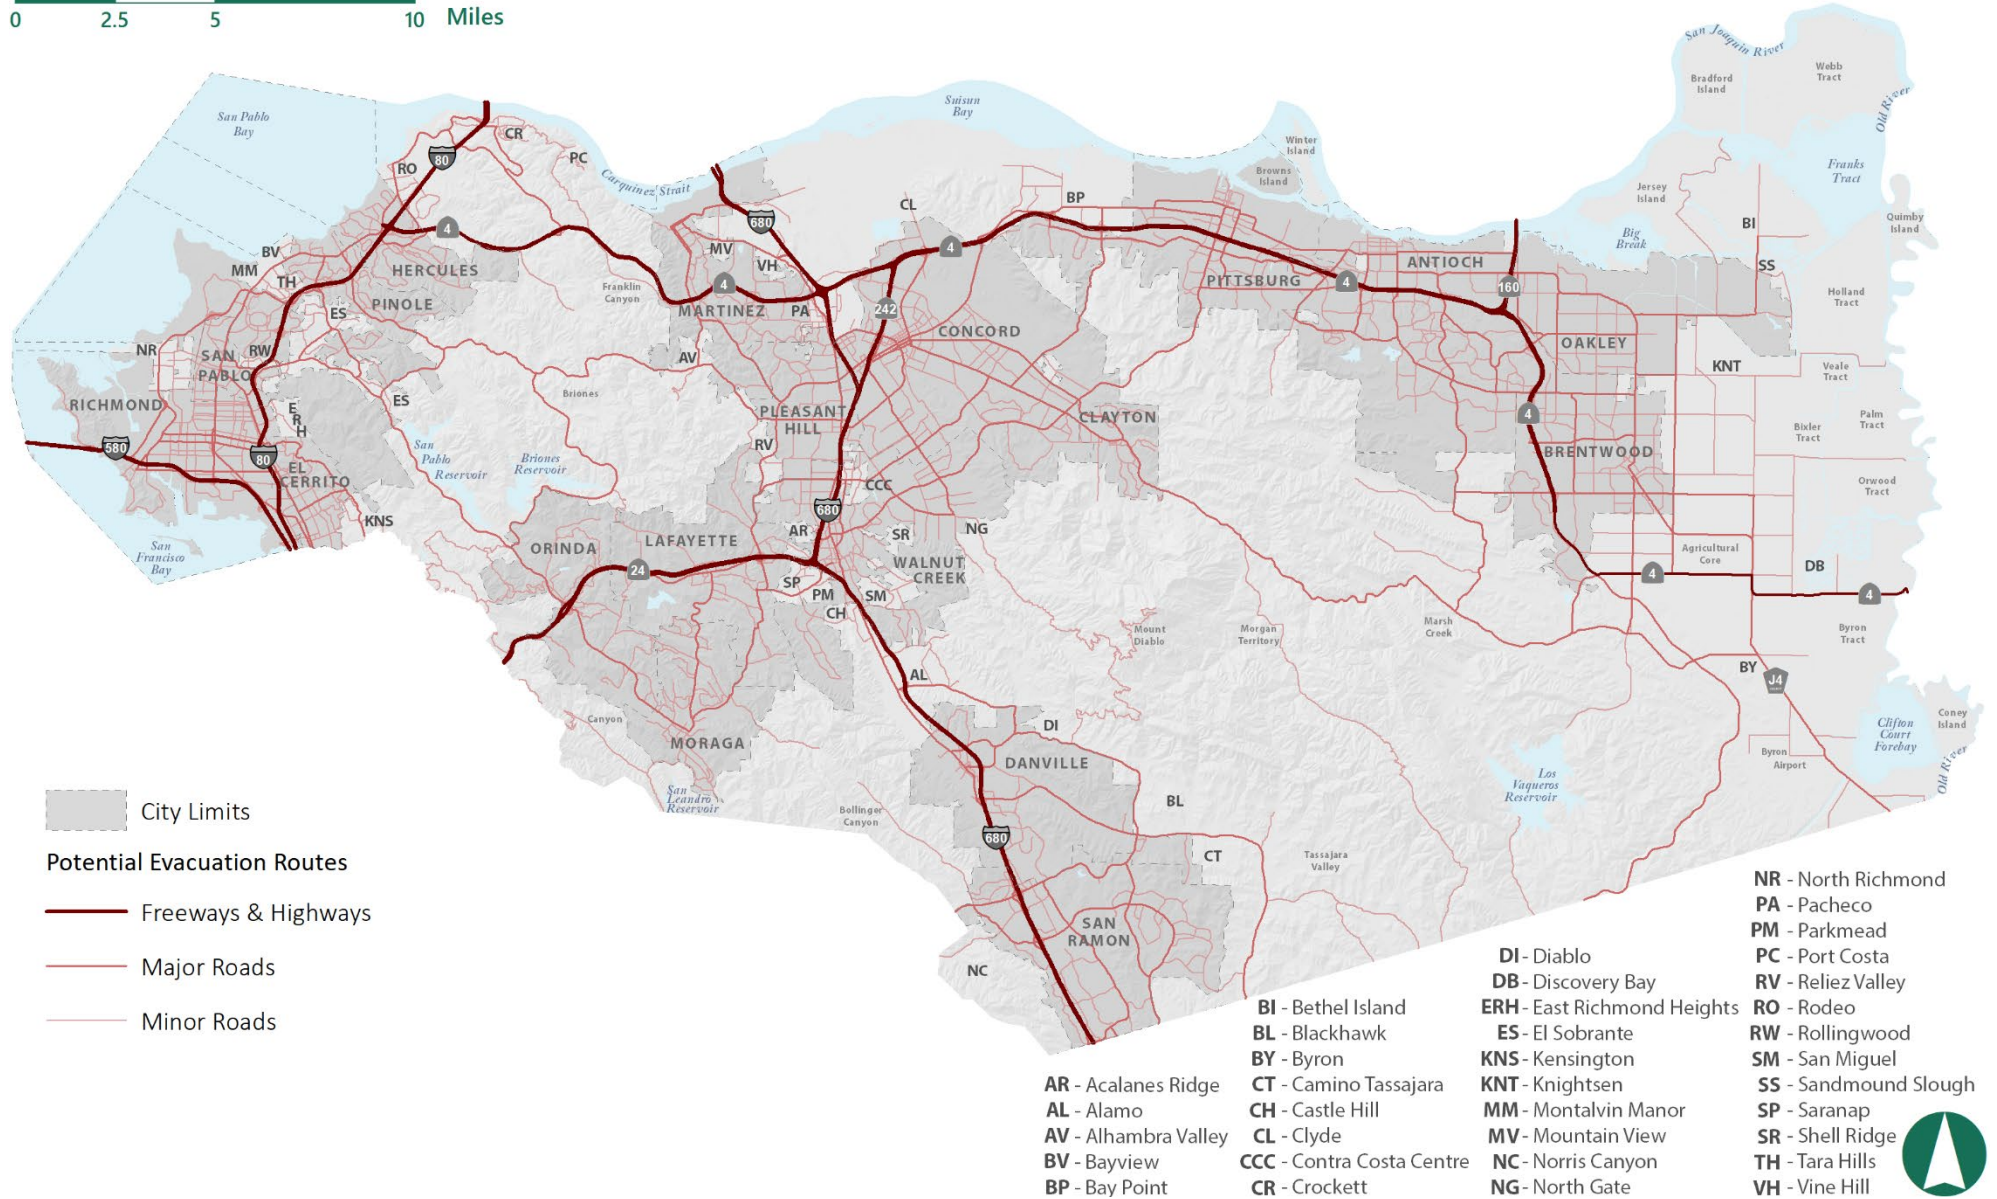 0 2.5 5 10 Miles
San Joaquin River
Webb
Tract
Bradford
Island
Old River
San Pablo
Bay
Suisun
Bay
CR
80
PC
RO
Carquinez Strait
Winter
Island
Browns
Island
Franks
Tract
Jersey
Island
Quimby
Island
BP
CL
680
BI
Big
Break
4
MV
4
BV
MM
TH
HERCULES
VH
4
ANTIOCH
SS
PITTSBURG
4
160
Holland
Tract
Franklin
Canyon
PINOLE
ES
MARTINEZ
PA
242
CONCORD
OAKLEY
NR
SAN
PABLO
RW
AV
KNT
Veale
Tract
RICHMOND
ES
Briones
PLEASANT
HILL
CLAYTON
4
Palm
Tract
Bixler
Tract
E
R
H
580
80
San
Pablo
Reservoir
Briones
Reservoir
RV
BRENTWOOD
EL
CERRITO
CCC
Orwood
Tract
KNS
680
AR
SR
NG
San
Francisco
Bay
ORINDA
LAFAYETTE
24
WALNUT
CREEK
Agricultural
Core
DB
4
4
SP
PM
SM
CH
Mount
Diablo
Morgan
Territory
Marsh
Creek
Byron
Tract
AL
BY
J4
Canyon
DI
Clifton
Court
Forebay
Coney
Island
MORAGA
DANVILLE
Byron
Airport
Old River
San
Leandro
Reservoir
Bollinger
Canyon
BL
Los
Vaqueros
Reservoir
680
CT
Tassajara
Valley
SAN
RAMON
NC
City Limits
Potential Evacuation Routes
Freeways & Highways
Major Roads
Minor Roads
AR - Acalanes Ridge
AL - Alamo
AV - Alhambra Valley
BV - Bayview
BP - Bay Point
BI - Bethel Island
BL - Blackhawk
BY - Byron
CT - Camino Tassajara
CH - Castle Hill
CL - Clyde
CCC - Contra Costa Centre
CR - Crockett
DI - Diablo
DB - Discovery Bay
ERH - East Richmond Heights
ES - El Sobrante
KNS - Kensington
KNT - Knightsen
MM - Montalvin Manor
MV - Mountain View
NC - Norris Canyon
NG - North Gate
NR - North Richmond
PA - Pacheco
PM - Parkmead
PC - Port Costa
RV - Reliez Valley
RO - Rodeo
RW - Rollingwood
SM - San Miguel
SS - Sandmound Slough
SP - Saranap
SR - Shell Ridge
TH - Tara Hills
VH - Vine Hill